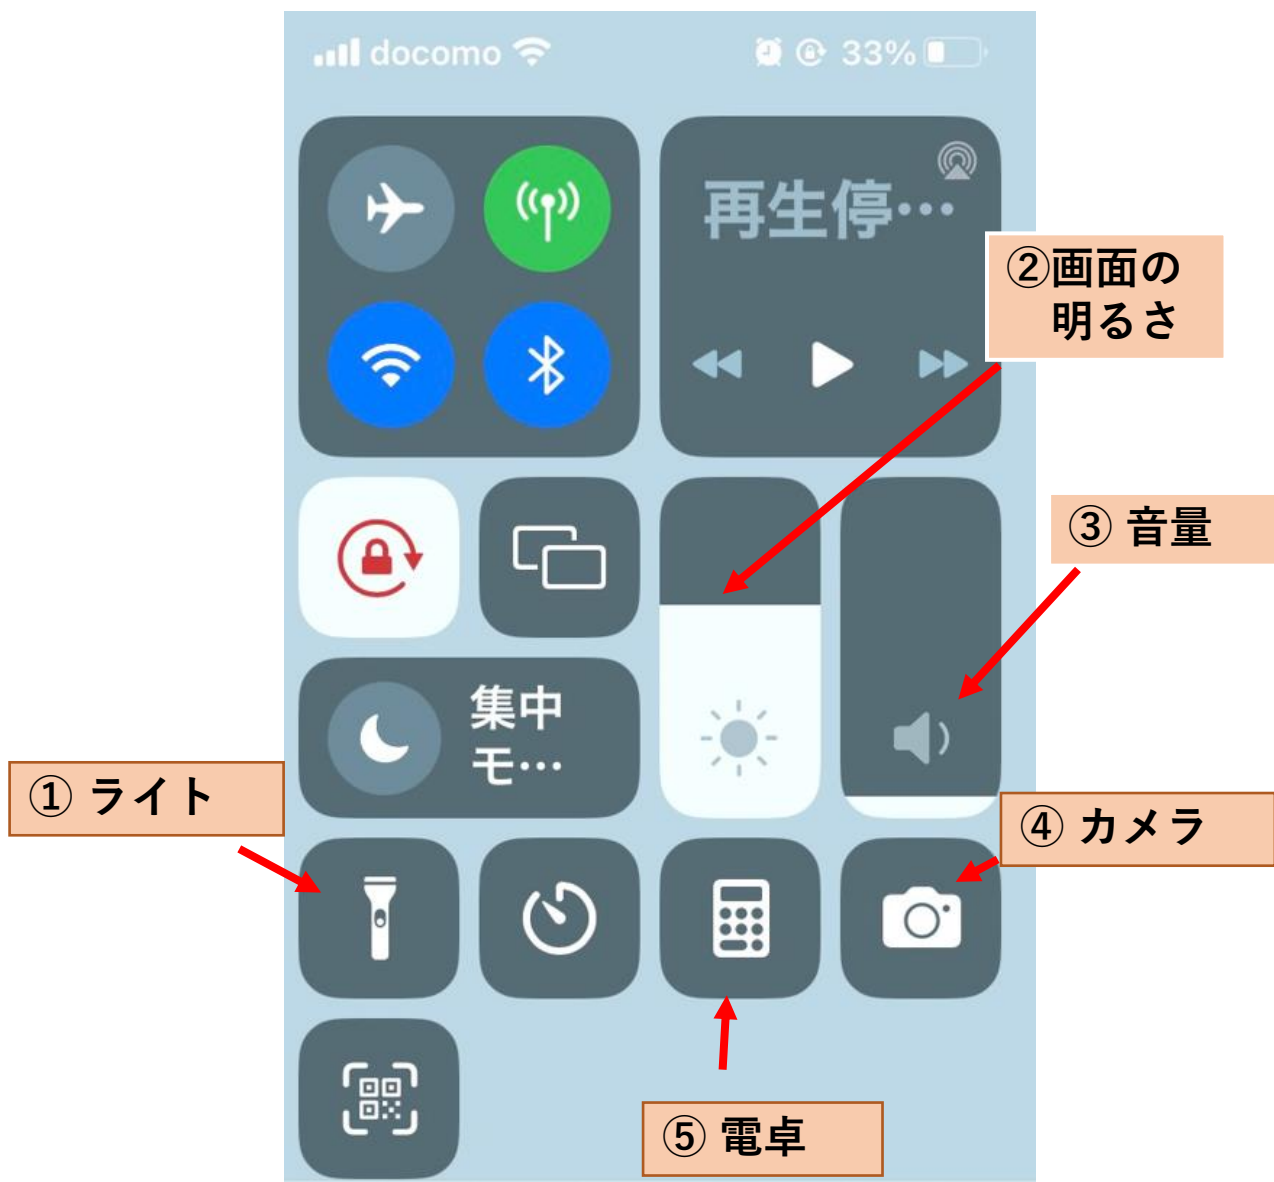 docomo 33%
再生停…
②画面の
明るさ
③ 音量
集中
モ…
① ライト
④ カメラ
⑤ 電卓